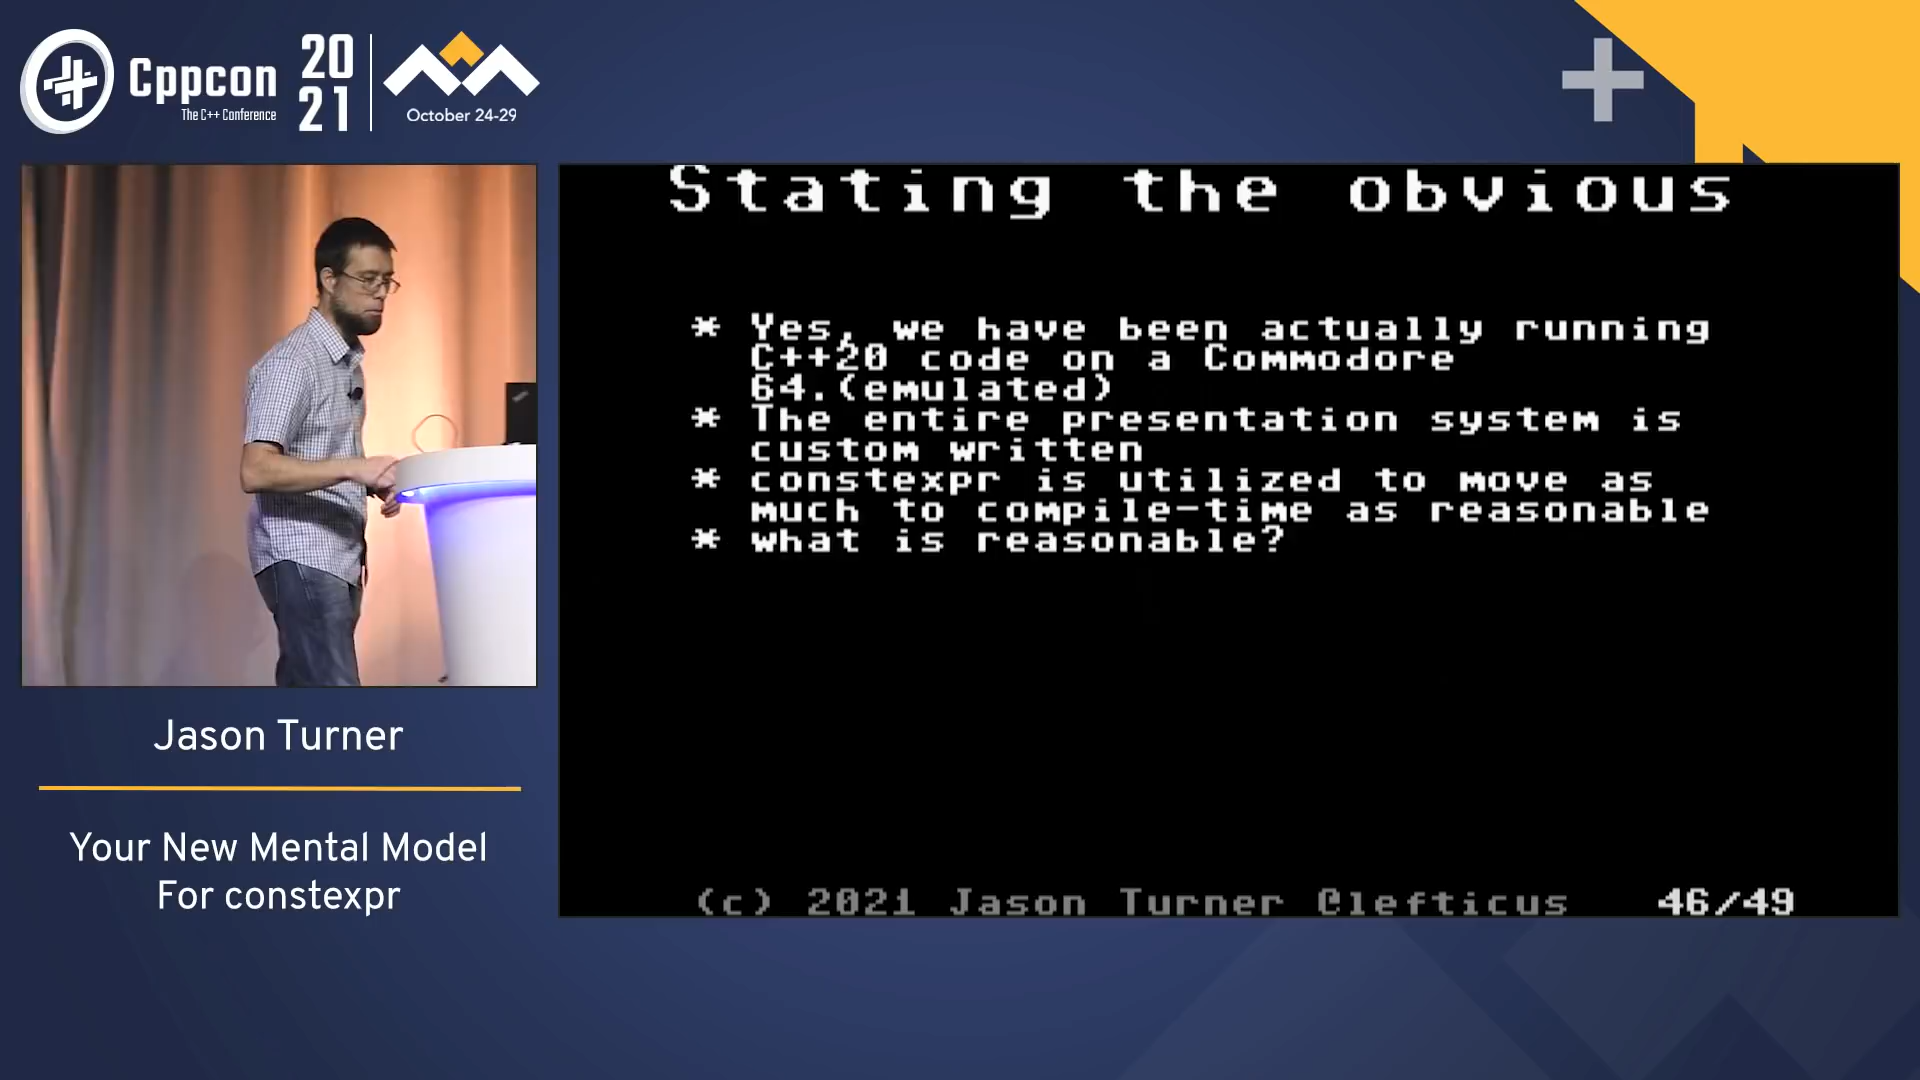 Cppcon
The C++ Conference
20
21
October 24-29
Stating the obvious
* Yes, we have been actually running
C++20 code on a Commodore
64.(emulated)
* The entire presentation system is
custom written
* constexpr is utilized to move as
much to compile-time as reasonable
* what is reasonable?
(c) 2021 Jason Turner @lefticus 46/49
Jason Turner
Your New Mental Model
For constexpr